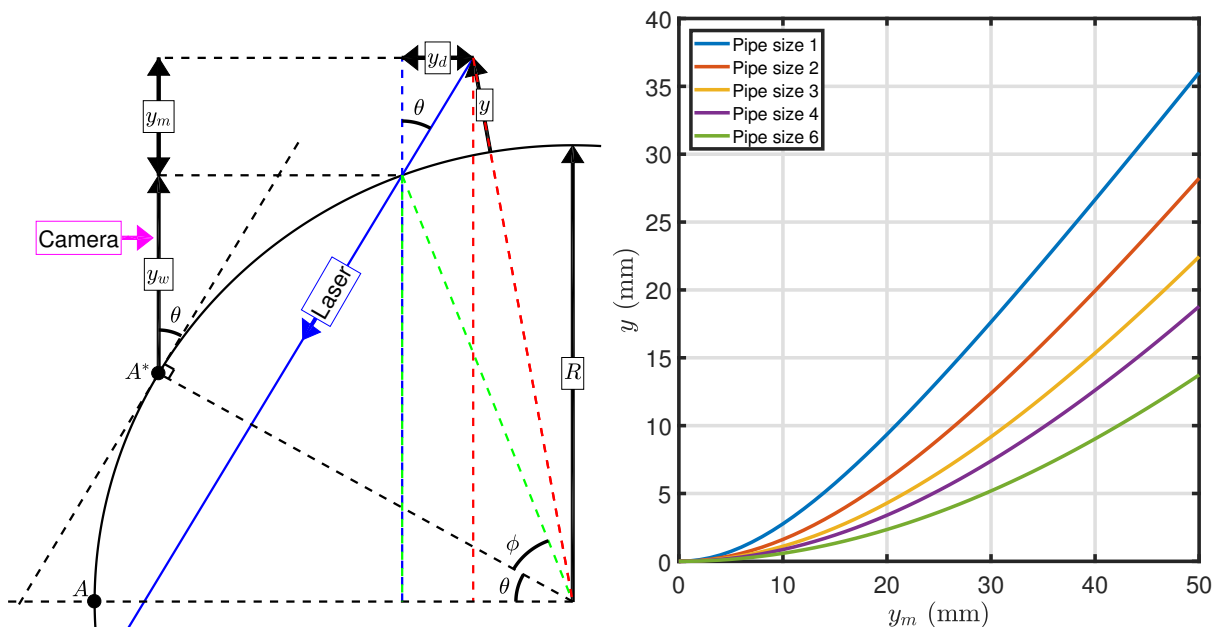 y_d
θ
y
y_m
Camera
y_w
Laser
θ
A*
R
ϕ
θ
A
40
35
30
25
20
15
10
5
0
y (mm)
Pipe size 1
Pipe size 2
Pipe size 3
Pipe size 4
Pipe size 6
0
10
20
30
40
50
y_m (mm)